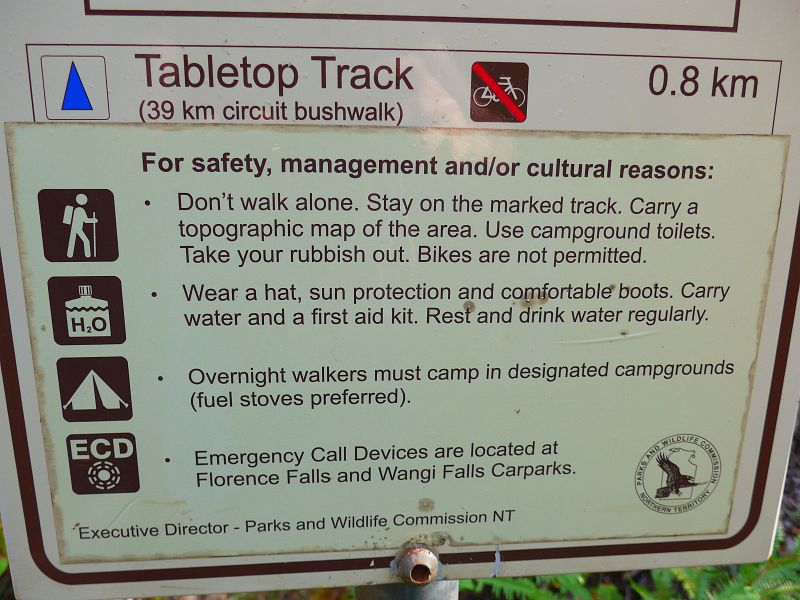 Tabletop Track
0.8 km
(39 km circuit bushwalk)
For safety, management and/or cultural reasons:
• Don't walk alone. Stay on the marked track. Carry a
topographic map of the area. Use campground toilets.
Take your rubbish out. Bikes are not permitted.
H₂O
• Wear a hat, sun protection and comfortable boots. Carry
water and a first aid kit. Rest and drink water regularly.
• Overnight walkers must camp in designated campgrounds
(fuel stoves preferred).
ECD
• Emergency Call Devices are located at
Florence Falls and Wangi Falls Carparks.
PARKS AND WILDLIFE COMMISSION
NORTHERN TERRITORY
Executive Director - Parks and Wildlife Commission NT